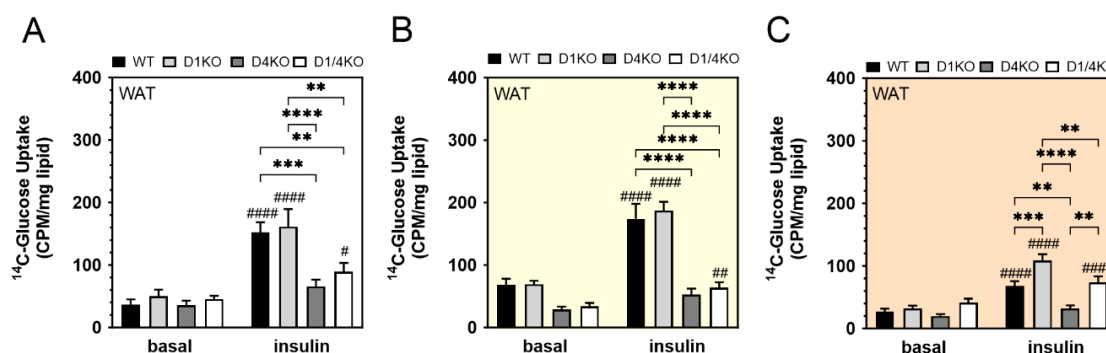 A
WT D1KO D4KO D1/4KO
WAT
400
300
200
100
0
¹⁴C-Glucose Uptake
(CPM/mg lipid)
**
****
**
***
####
####
#
basal insulin
B
WT D1KO D4KO D1/4KO
WAT
400
300
200
100
0
¹⁴C-Glucose Uptake
(CPM/mg lipid)
****
****
****
****
####
####
##
basal insulin
C
WT D1KO D4KO D1/4KO
WAT
400
300
200
100
0
¹⁴C-Glucose Uptake
(CPM/mg lipid)
**
****
**
*** **
####
####
###
basal insulin